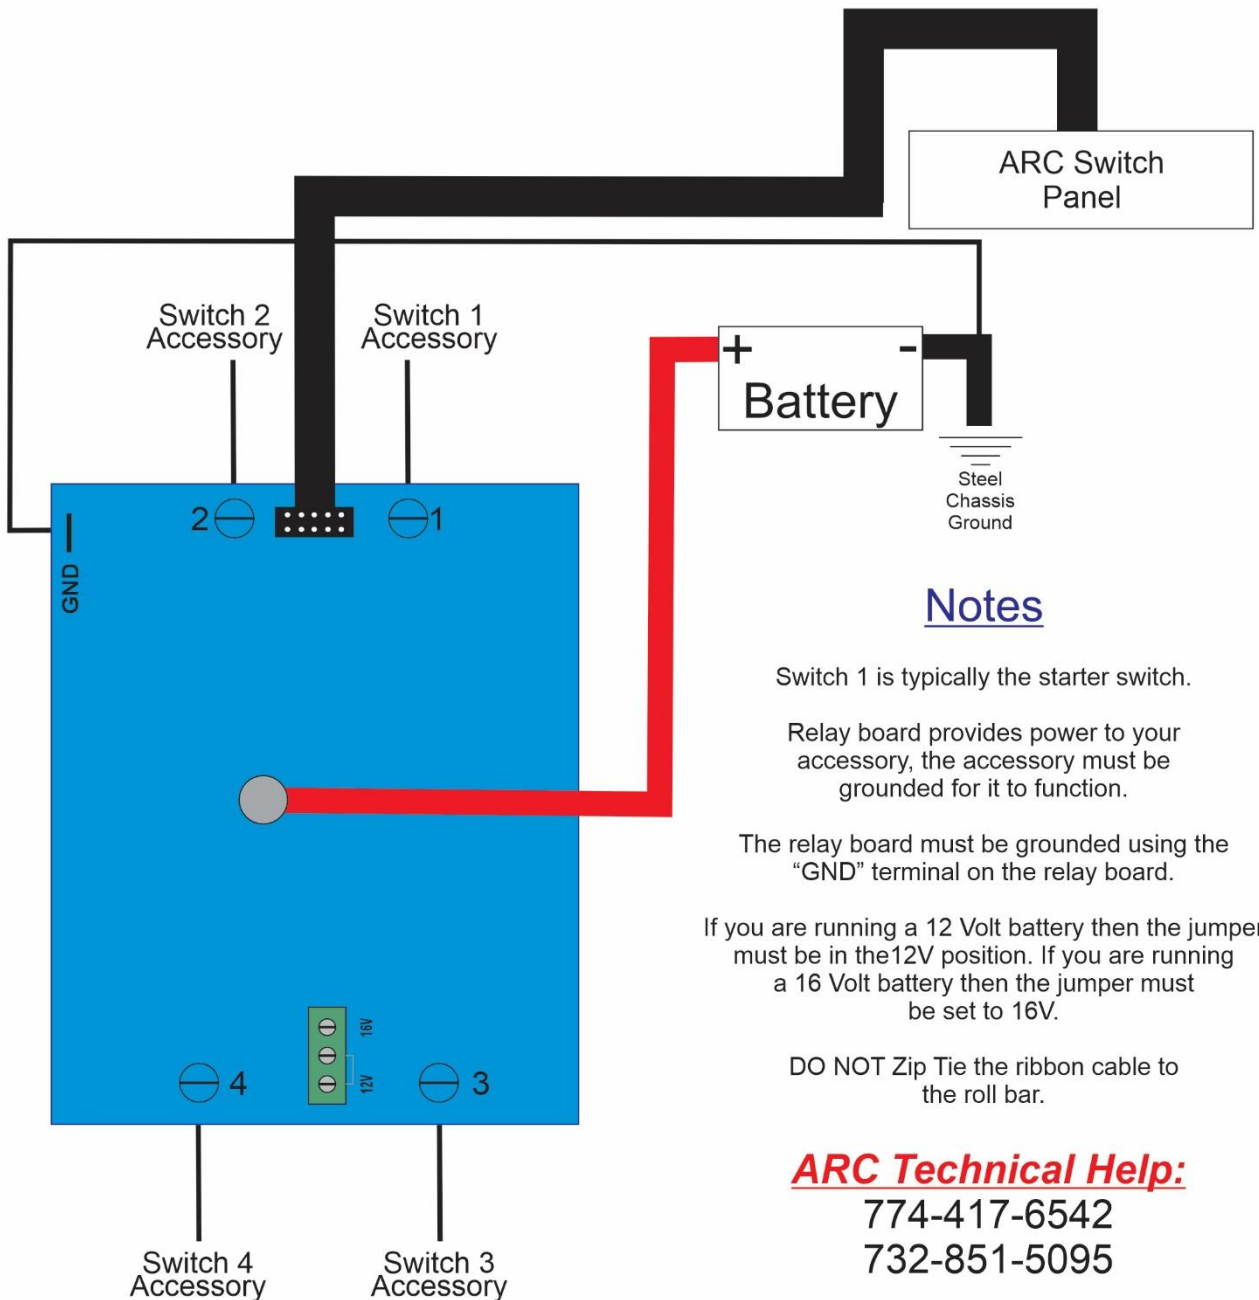 ARC Switch
Panel
Switch 2
Accessory
Switch 1
Accessory
+
-
Battery
Steel
Chassis
Ground
2
1
GND
Notes
Switch 1 is typically the starter switch.
Relay board provides power to your
accessory, the accessory must be
grounded for it to function.
The relay board must be grounded using the
“GND” terminal on the relay board.
If you are running a 12 Volt battery then the jumper
must be in the12V position. If you are running
a 16 Volt battery then the jumper must
be set to 16V.
DO NOT Zip Tie the ribbon cable to
the roll bar.
16V
12V
4
3
Switch 4
Accessory
Switch 3
Accessory
ARC Technical Help:
774-417-6542
732-851-5095